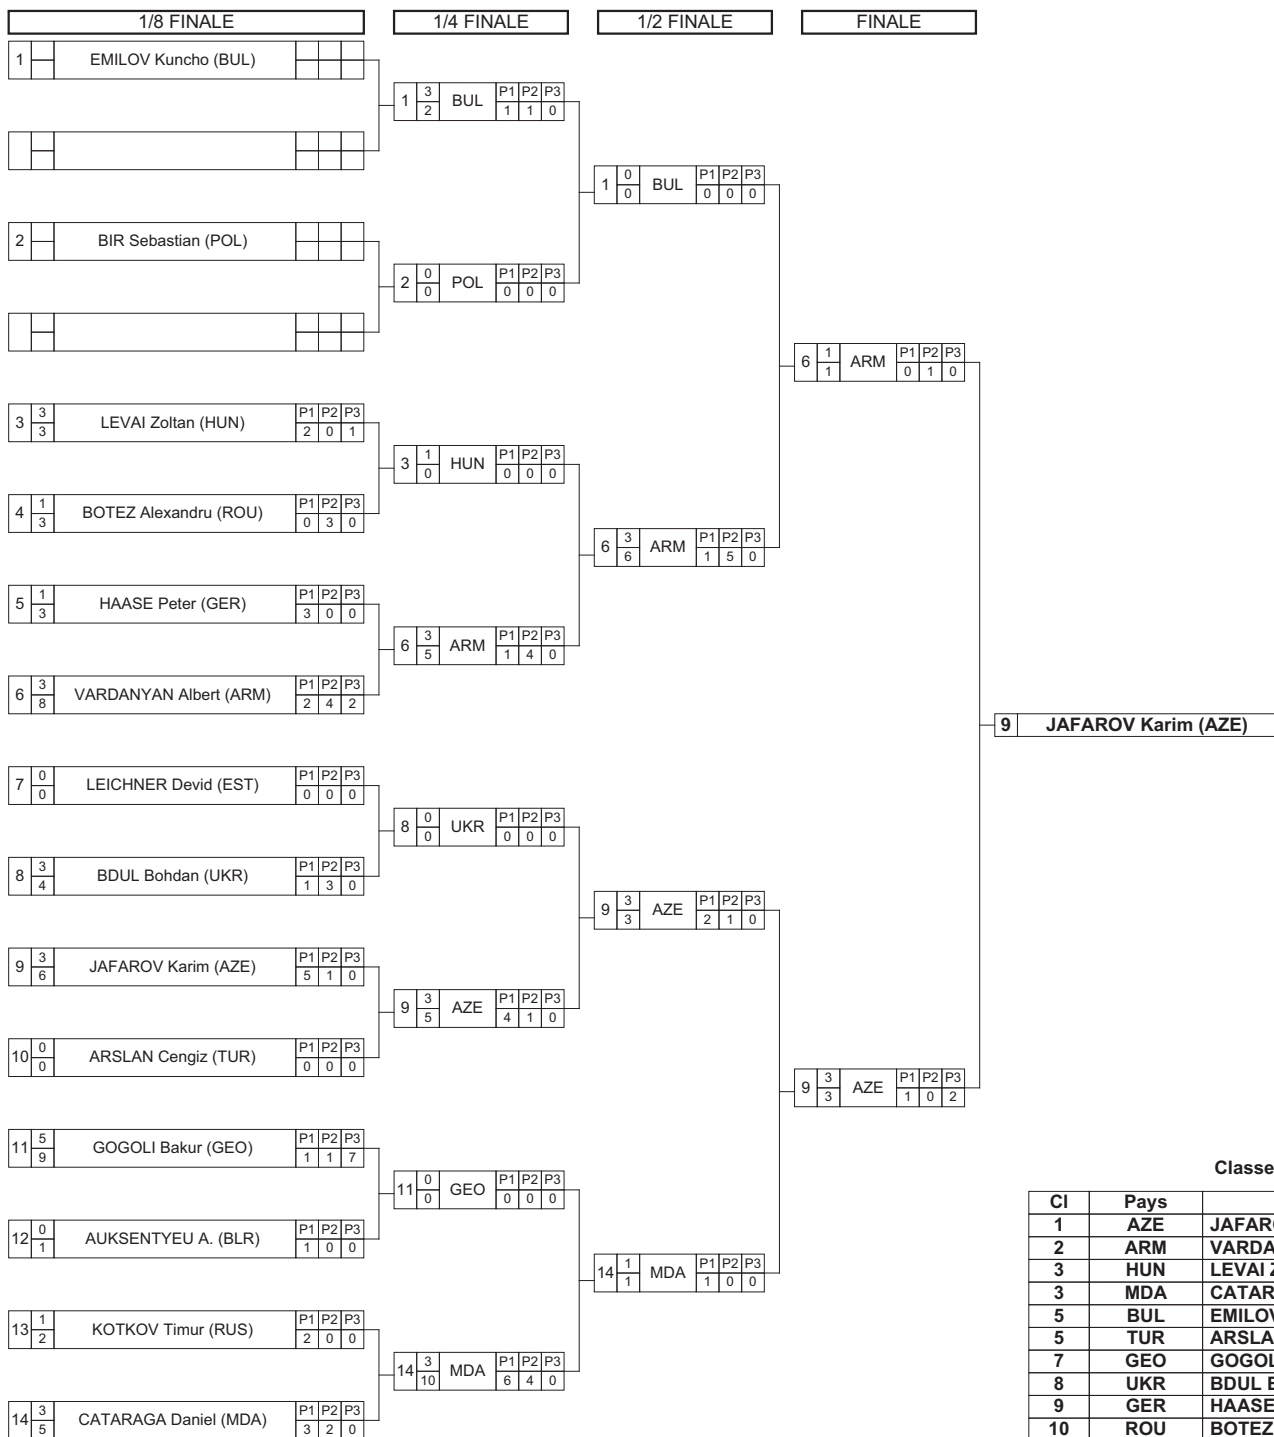 1/8 FINALE 1/4 FINALE 1/2 FINALE FINALE
1 EMILOV Kuncho (BUL)
1 3 2 BUL P1 P2 P3 1 1 0
1 0 0 BUL P1 P2 P3 0 0 0
2 BIR Sebastian (POL)
2 0 0 POL P1 P2 P3 0 0 0
6 1 1 ARM P1 P2 P3 0 1 0
3 3 3 LEVAI Zoltan (HUN) P1 P2 P3 2 0 1
3 1 0 HUN P1 P2 P3 0 0 0
4 1 3 BOTEZ Alexandru (ROU) P1 P2 P3 0 3 0
6 3 6 ARM P1 P2 P3 1 5 0
5 1 3 HAASE Peter (GER) P1 P2 P3 3 0 0
6 3 5 ARM P1 P2 P3 1 4 0
6 3 8 VARDANYAN Albert (ARM) P1 P2 P3 2 4 2
9 JAFAROV Karim (AZE)
7 0 0 LEICHNER Devid (EST) P1 P2 P3 0 0 0
8 0 0 UKR P1 P2 P3 0 0 0
8 3 4 BDUL Bohdan (UKR) P1 P2 P3 1 3 0
9 3 3 AZE P1 P2 P3 2 1 0
9 3 6 JAFAROV Karim (AZE) P1 P2 P3 5 1 0
9 3 5 AZE P1 P2 P3 4 1 0
10 0 0 ARSLAN Cengiz (TUR) P1 P2 P3 0 0 0
9 3 3 AZE P1 P2 P3 1 0 2
11 5 9 GOGOLI Bakur (GEO) P1 P2 P3 1 1 7
11 0 0 GEO P1 P2 P3 0 0 0
12 0 1 AUKSENTYEU A. (BLR) P1 P2 P3 1 0 0
14 1 1 MDA P1 P2 P3 1 0 0
13 1 2 KOTKOV Timur (RUS) P1 P2 P3 2 0 0
14 3 10 MDA P1 P2 P3 6 4 0
14 3 5 CATARAGA Daniel (MDA) P1 P2 P3 3 2 0
Classe
Cl Pays
1 AZE JAFAR
2 ARM VARDA
3 HUN LEVAI
3 MDA CATAR
5 BUL EMILOV
5 TUR ARSLA
7 GEO GOGOL
8 UKR BDUL
9 GER HAASE
10 ROU BOTEZ